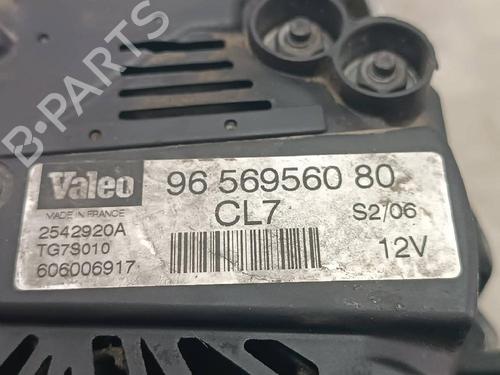 B-PARTS
Valeo
96 569560 80
MADE IN FRANCE
CL7
S2/06
2542920A
TG7S010
12V
606006917